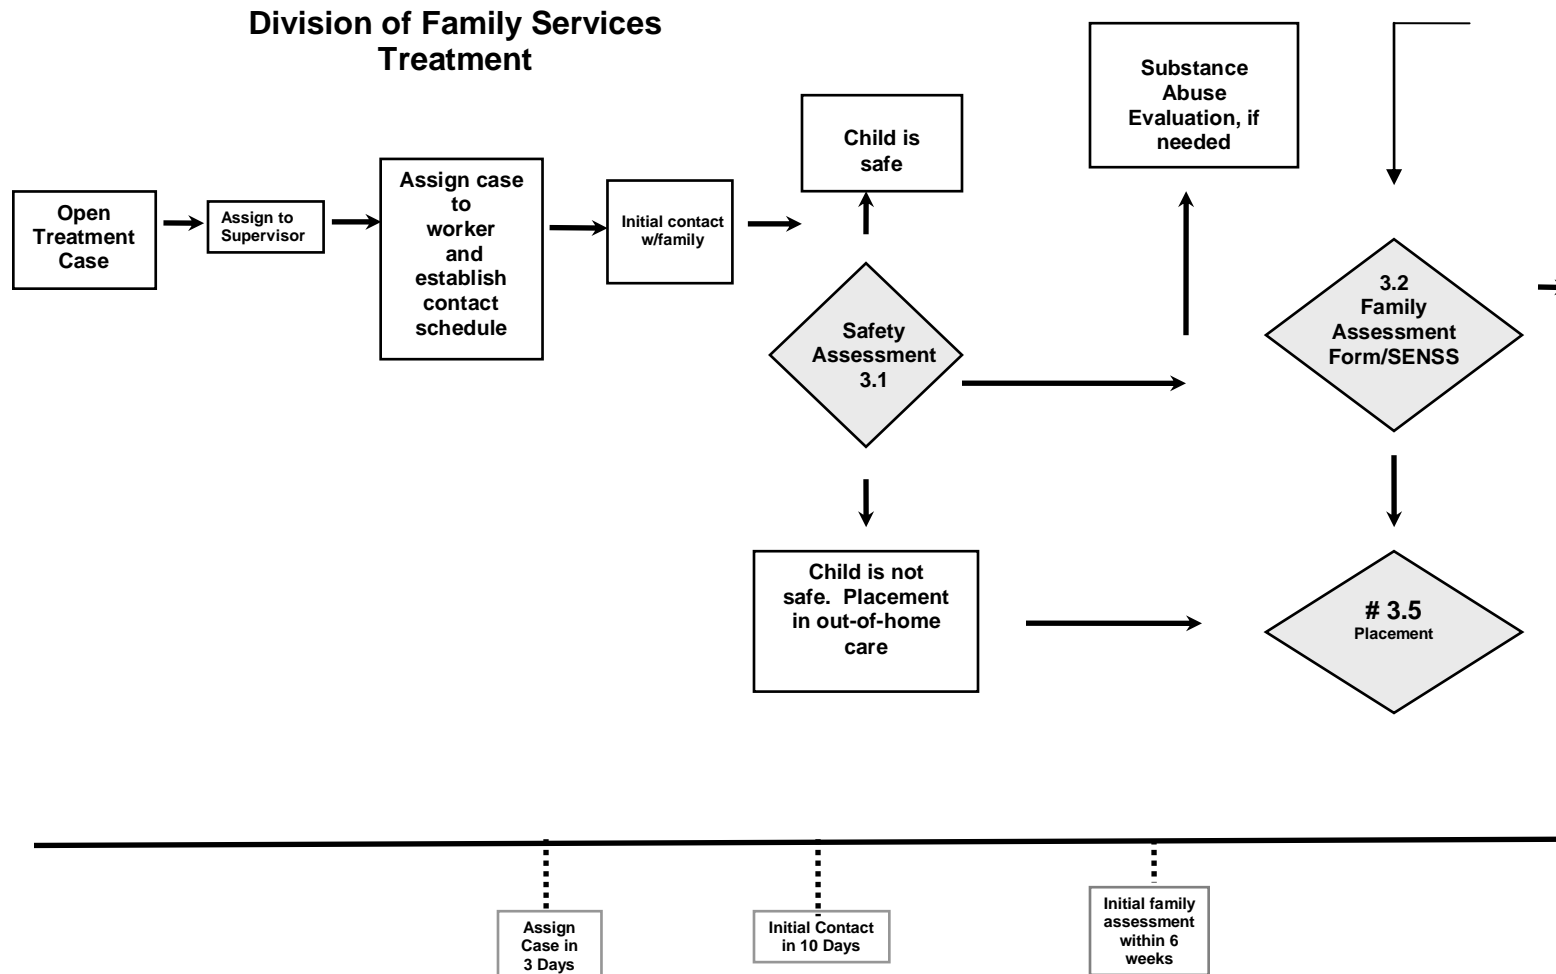 Division of Family Services
Treatment
Open
Treatment
Case
Assign to
Supervisor
Assign case
to
worker
and
establish
contact
schedule
Initial contact
w/family
Child is
safe
Safety
Assessment
3.1
Child is not
safe. Placement
in out-of-home
care
Substance
Abuse
Evaluation, if
needed
3.2
Family
Assessment
Form/SENSS
# 3.5
Placement
Assign
Case in
3 Days
Initial Contact
in 10 Days
Initial family
assessment
within 6
weeks